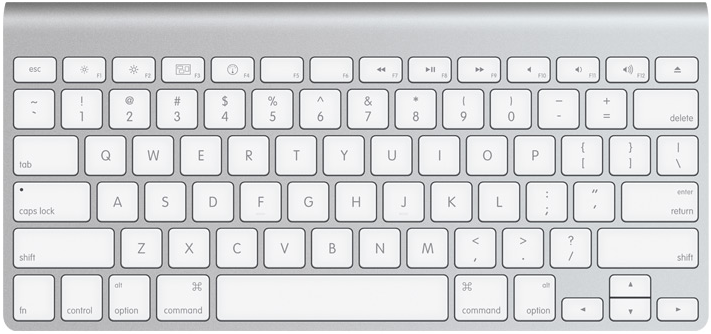 esc F1 F2 F3 F4 F5 F6 F7 F8 F9 F10 F11 F12
~ ! @ # $ % ^ & * ( ) – +
` 1 2 3 4 5 6 7 8 9 0 - = delete
tab Q W E R T Y U I O P { [ } ] | \
caps lock A S D F G H J K L : ; “ ‘ enter return
shift Z X C V B N M < , > . ? / shift
fn control alt option ⌘ command ⌘ command alt option